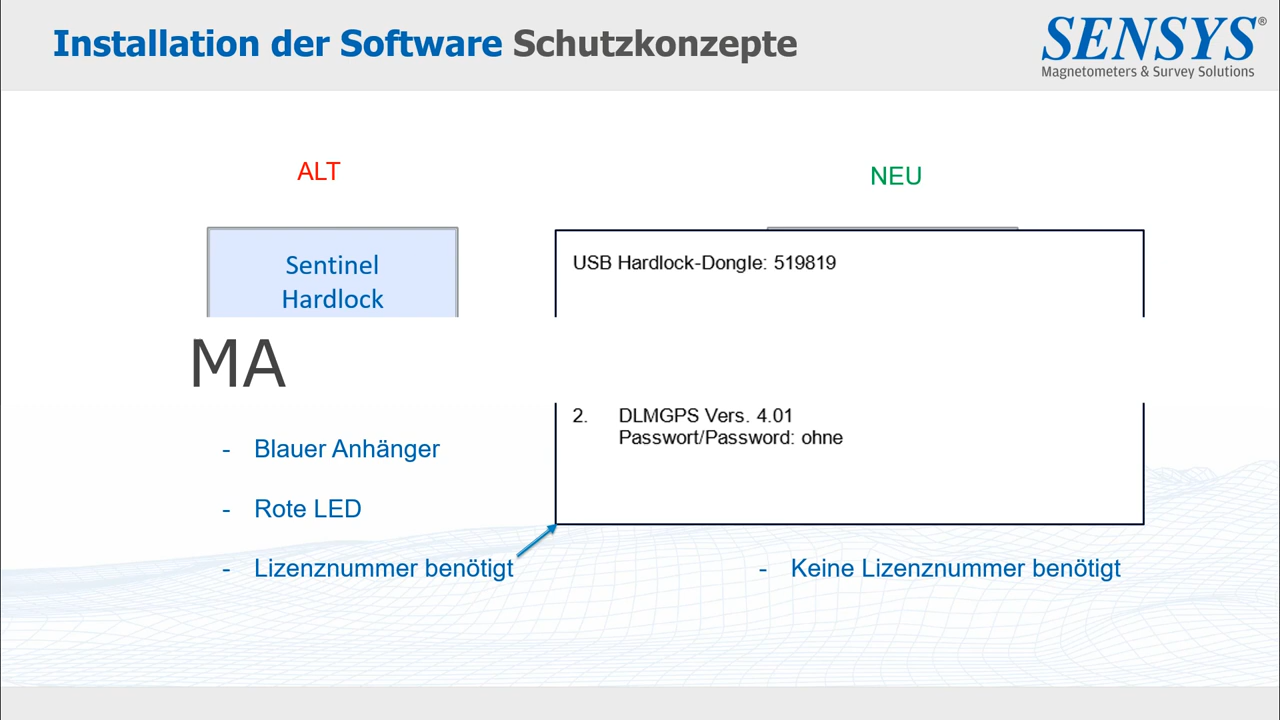 Installation der Software Schutzkonzepte
SENSYS®
Magnetometers & Survey Solutions
ALT
NEU
Sentinel
Hardlock
USB Hardlock-Dongle: 519819
MA
2. DLMGPS Vers. 4.01
Passwort/Password: ohne
- Blauer Anhänger
- Rote LED
- Lizenznummer benötigt
- Keine Lizenznummer benötigt